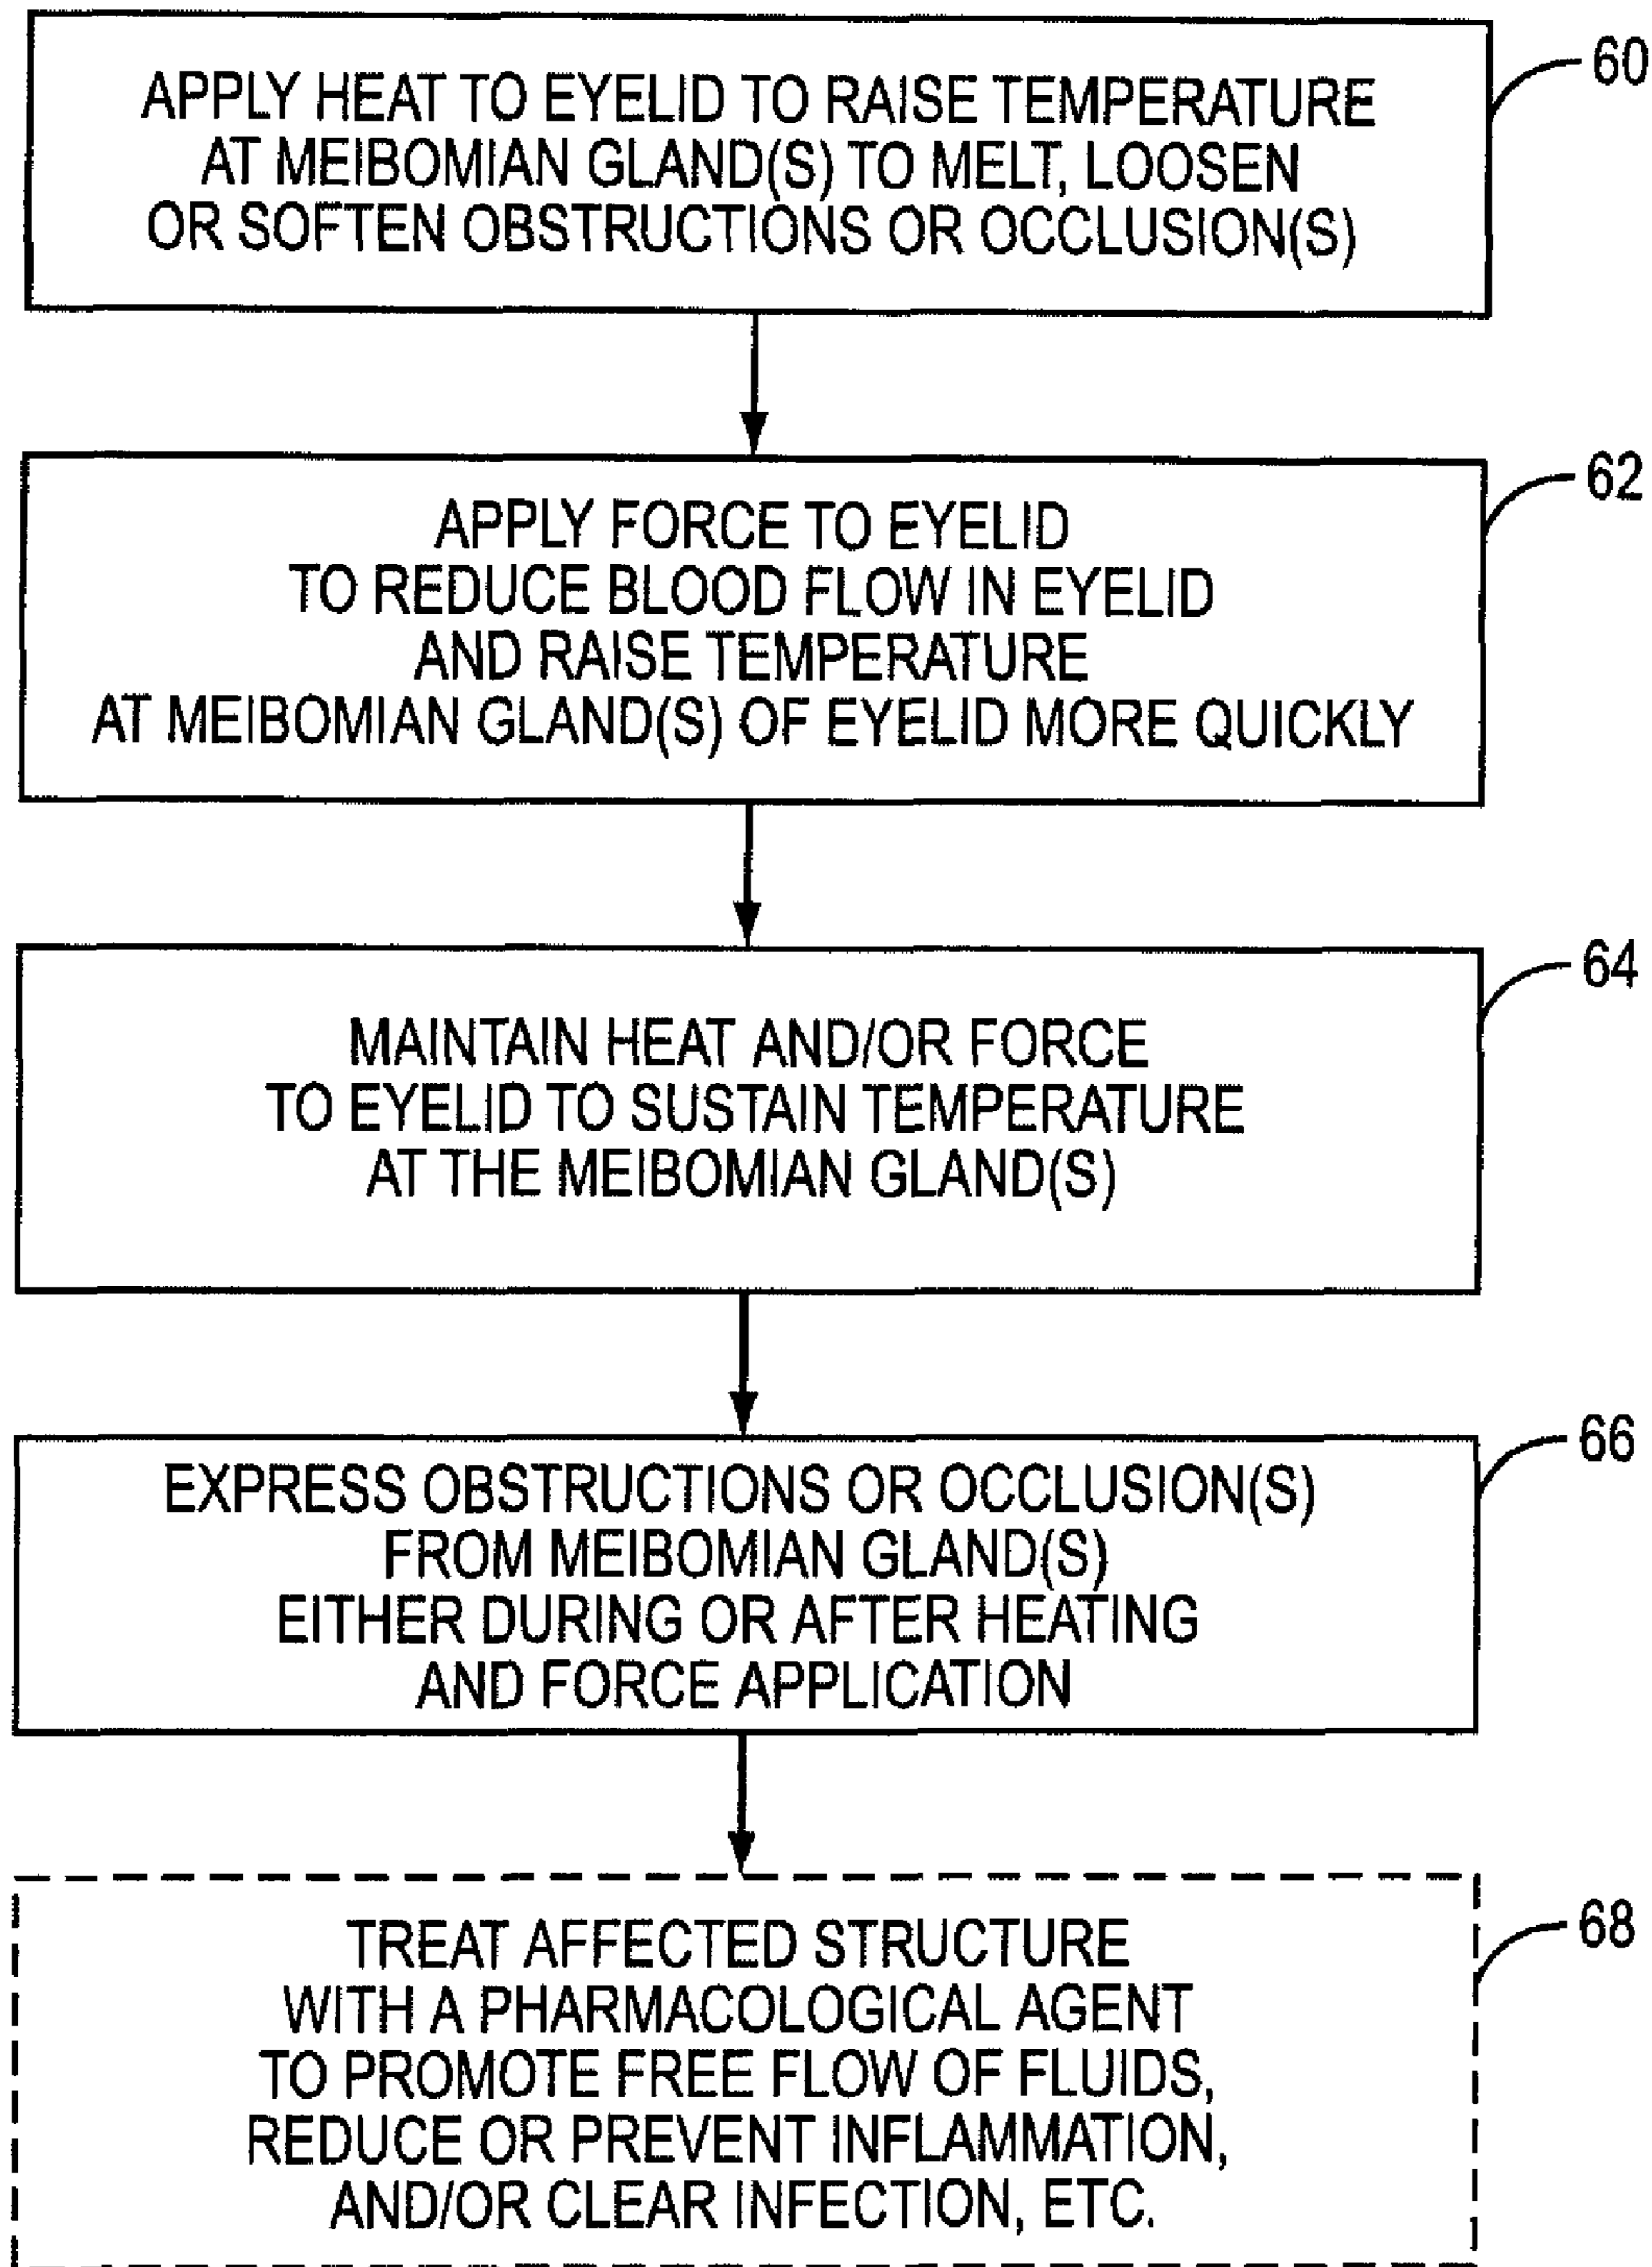 60
APPLY HEAT TO EYELID TO RAISE TEMPERATURE
AT MEIBOMIAN GLAND(S) TO MELT, LOOSEN
OR SOFTEN OBSTRUCTIONS OR OCCLUSION(S)
62
APPLY FORCE TO EYELID
TO REDUCE BLOOD FLOW IN EYELID
AND RAISE TEMPERATURE
AT MEIBOMIAN GLAND(S) OF EYELID MORE QUICKLY
64
MAINTAIN HEAT AND/OR FORCE
TO EYELID TO SUSTAIN TEMPERATURE
AT THE MEIBOMIAN GLAND(S)
66
EXPRESS OBSTRUCTIONS OR OCCLUSION(S)
FROM MEIBOMIAN GLAND(S)
EITHER DURING OR AFTER HEATING
AND FORCE APPLICATION
68
TREAT AFFECTED STRUCTURE
WITH A PHARMACOLOGICAL AGENT
TO PROMOTE FREE FLOW OF FLUIDS,
REDUCE OR PREVENT INFLAMMATION,
AND/OR CLEAR INFECTION, ETC.